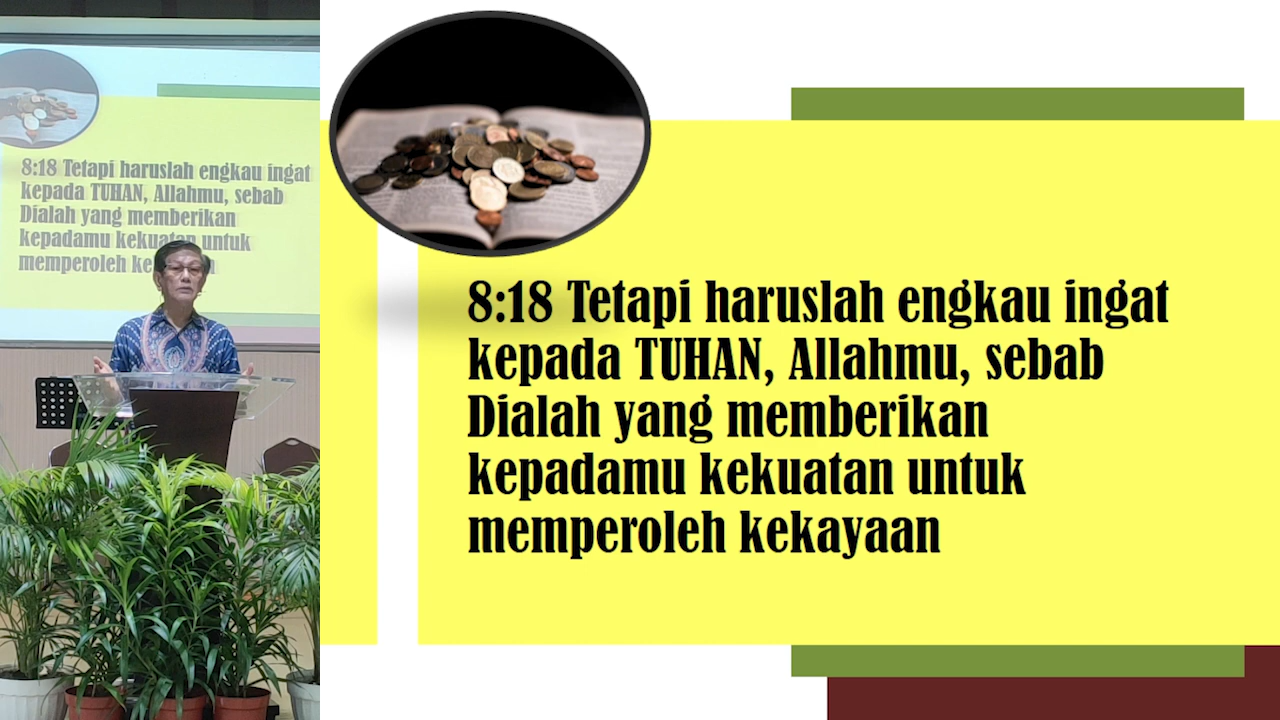 8:18 Tetapi haruslah engkau ingat
kepada TUHAN, Allahmu, sebab
Dialah yang memberikan
kepadamu kekuatan untuk
memperoleh ke
8:18 Tetapi haruslah engkau ingat
kepada TUHAN, Allahmu, sebab
Dialah yang memberikan
kepadamu kekuatan untuk
memperoleh kekayaan